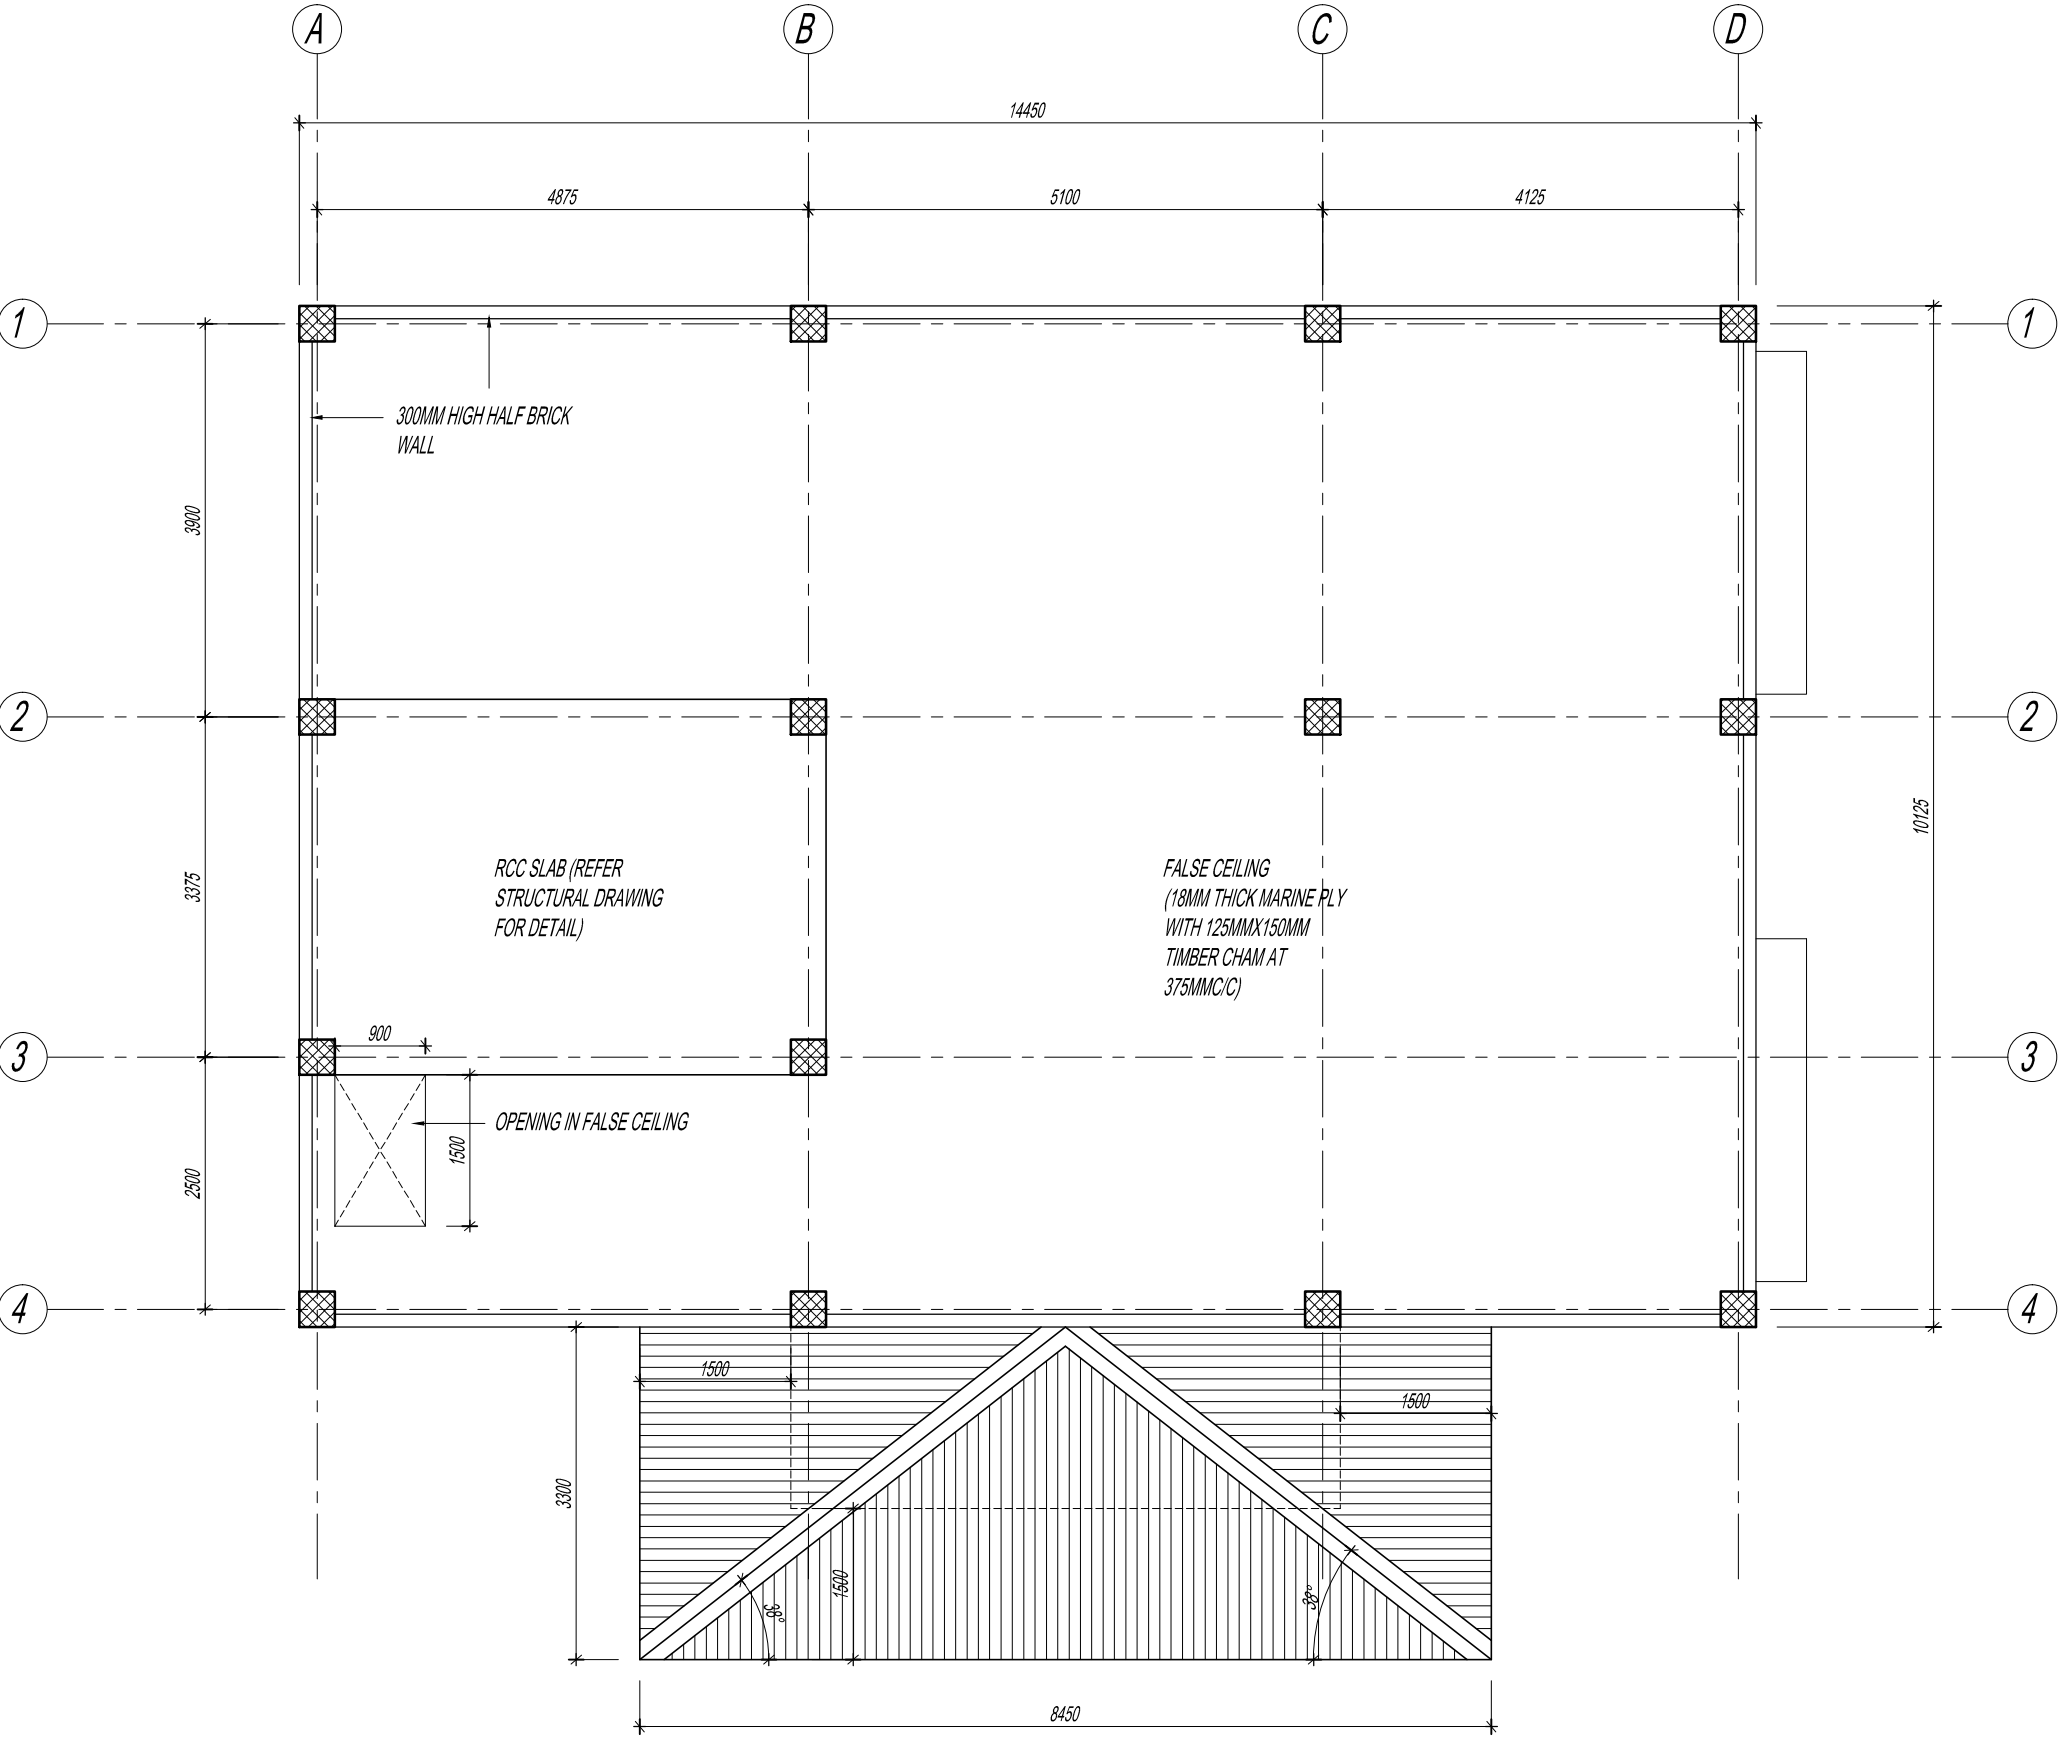 A
B
C
D
14450
4875
5100
4125
1
1
300MM HIGH HALF BRICK
WALL
3900
2
2
10125
3375
RCC SLAB (REFER
STRUCTURAL DRAWING
FOR DETAIL)
FALSE CEILING
(18MM THICK MARINE PLY
WITH 125MMX150MM
TIMBER CHAM AT
375MMC/C)
900
3
3
OPENING IN FALSE CEILING
1500
2500
4
4
1500
1500
3300
1500
38°
38°
8450